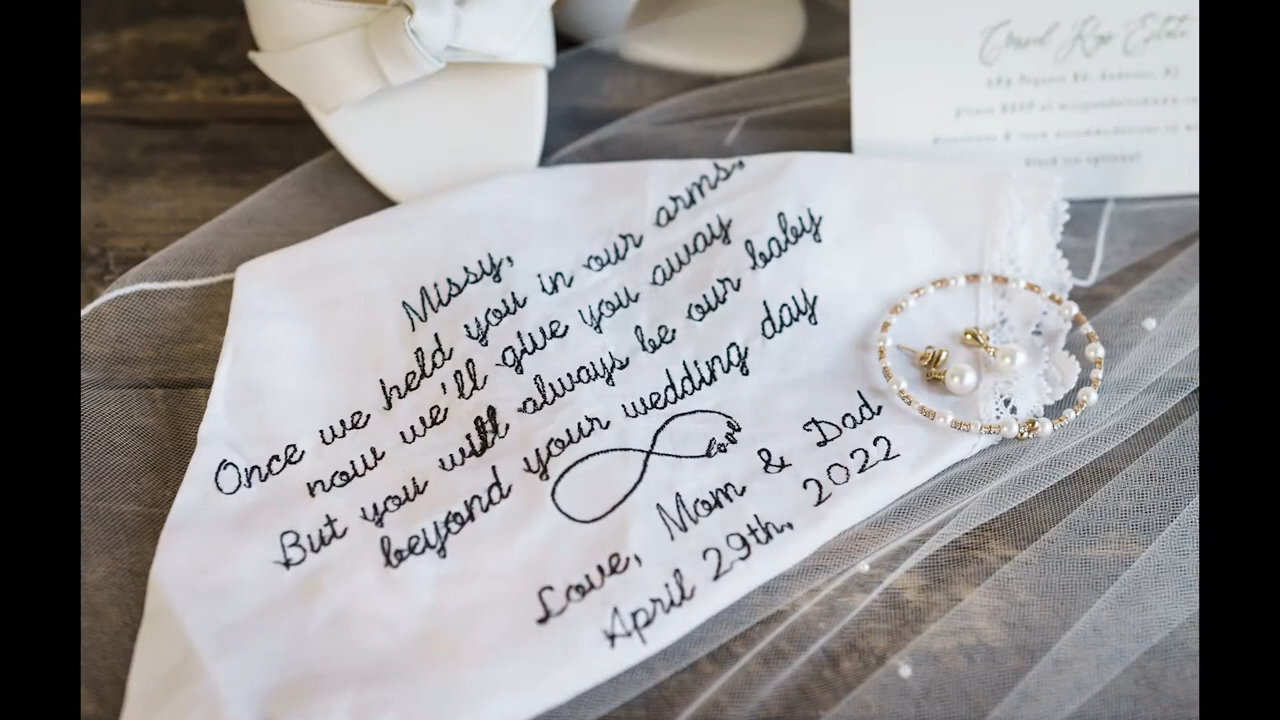 Missy,
Once we held you in our arms,
now we'll give you away
But you will always be our baby
beyond your wedding day
Love
Love, Mom & Dad
April 29th, 2022
Estate